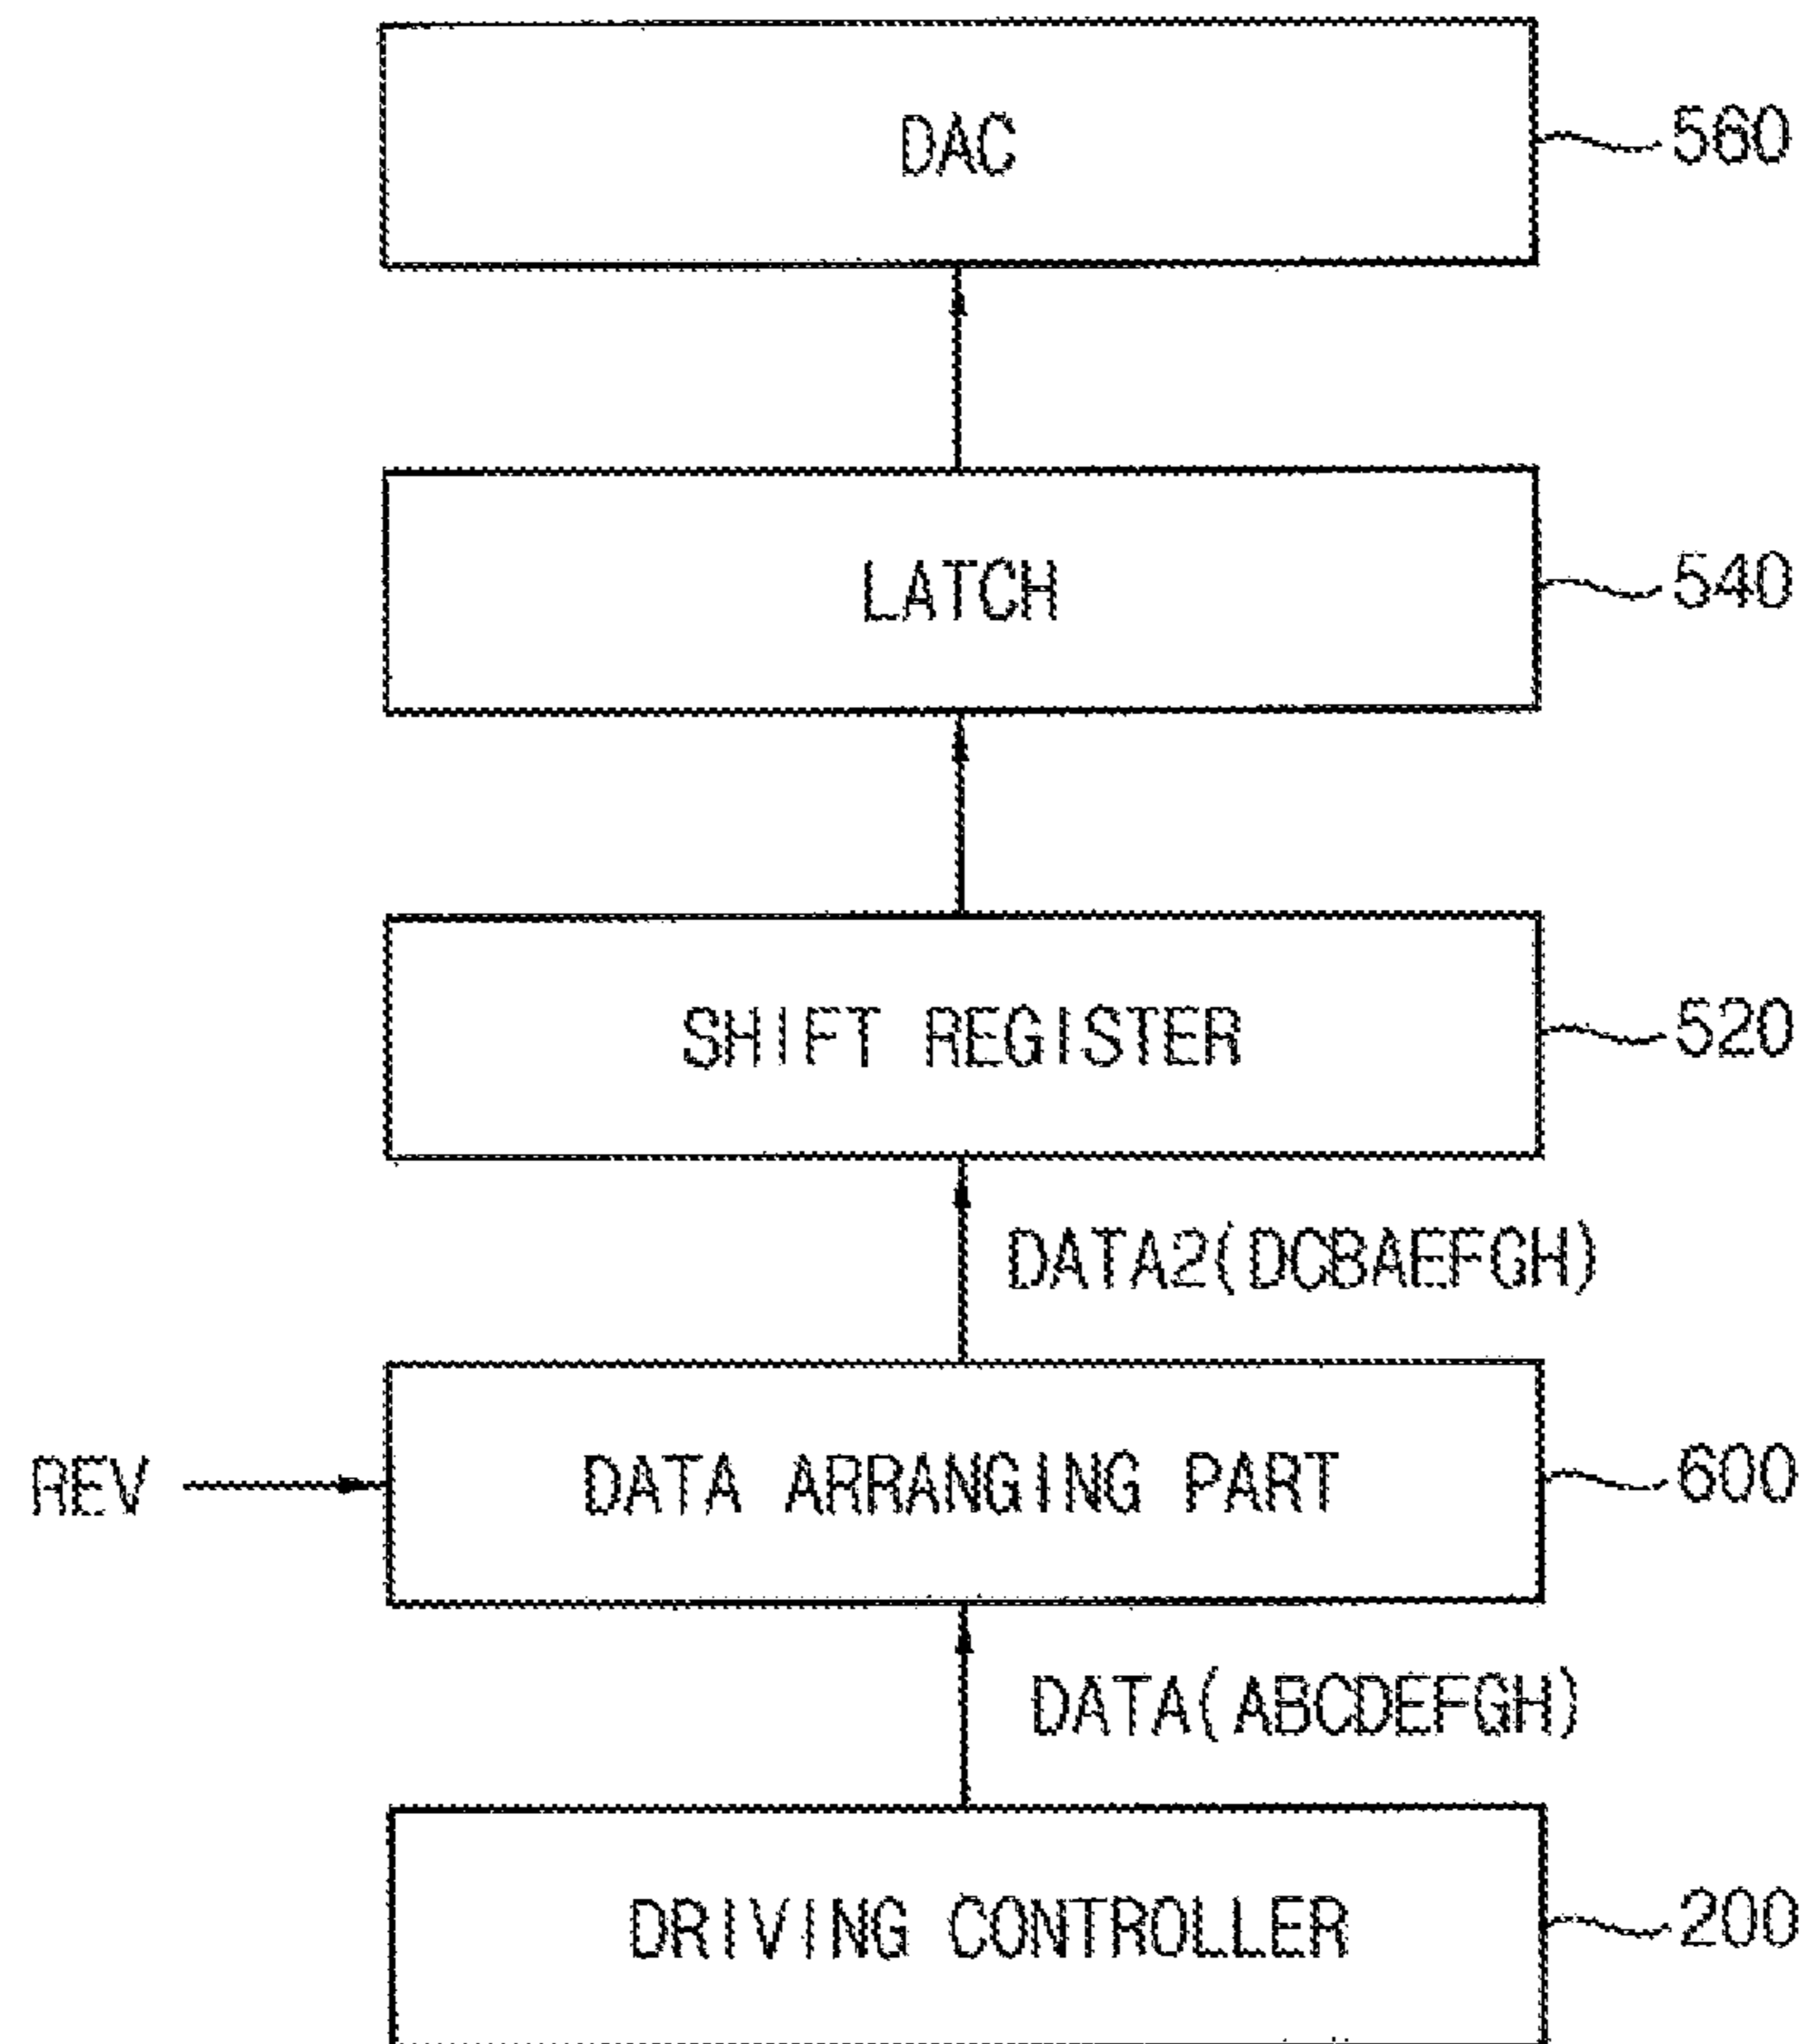 DAC
560
LATCH
540
SHIFT REGISTER
520
DATA2(DCBAEFGH)
REV
DATA ARRANGING PART
600
DATA(ABCDEFGH)
DRIVING CONTROLLER
200